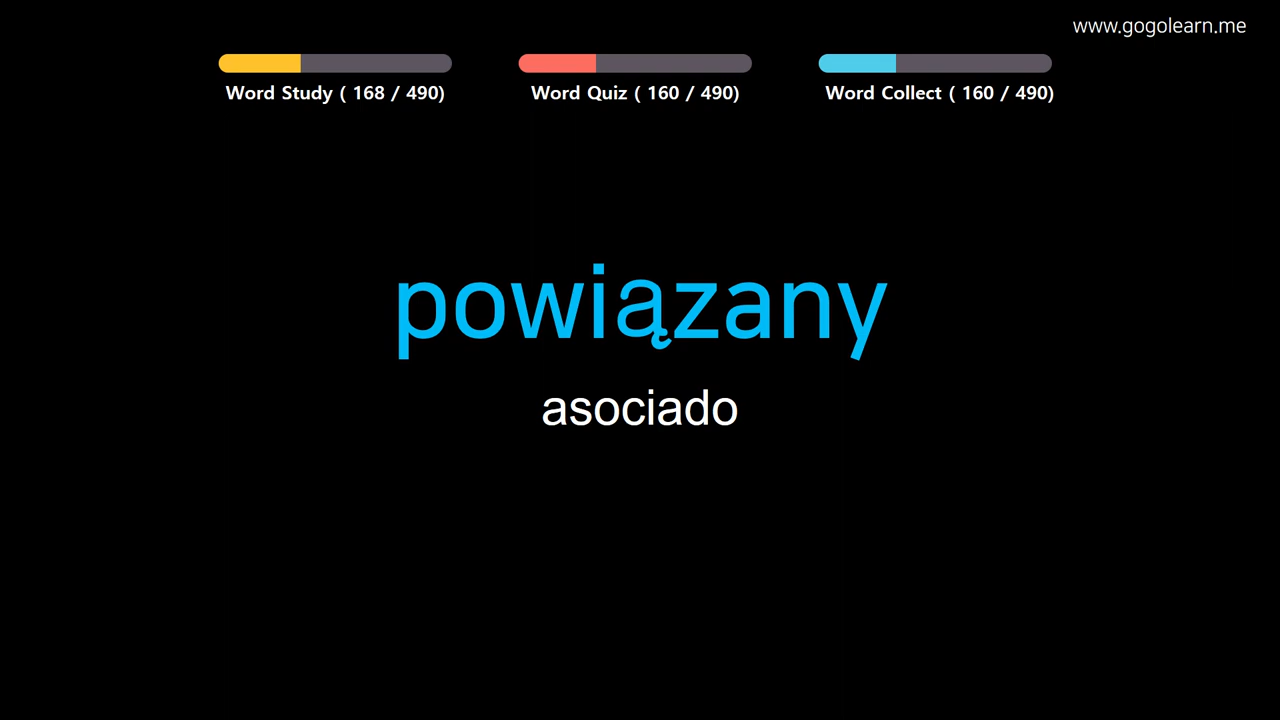 www.gogolearn.me
Word Study ( 168 / 490)
Word Quiz ( 160 / 490)
Word Collect ( 160 / 490)
powiązany
asociado